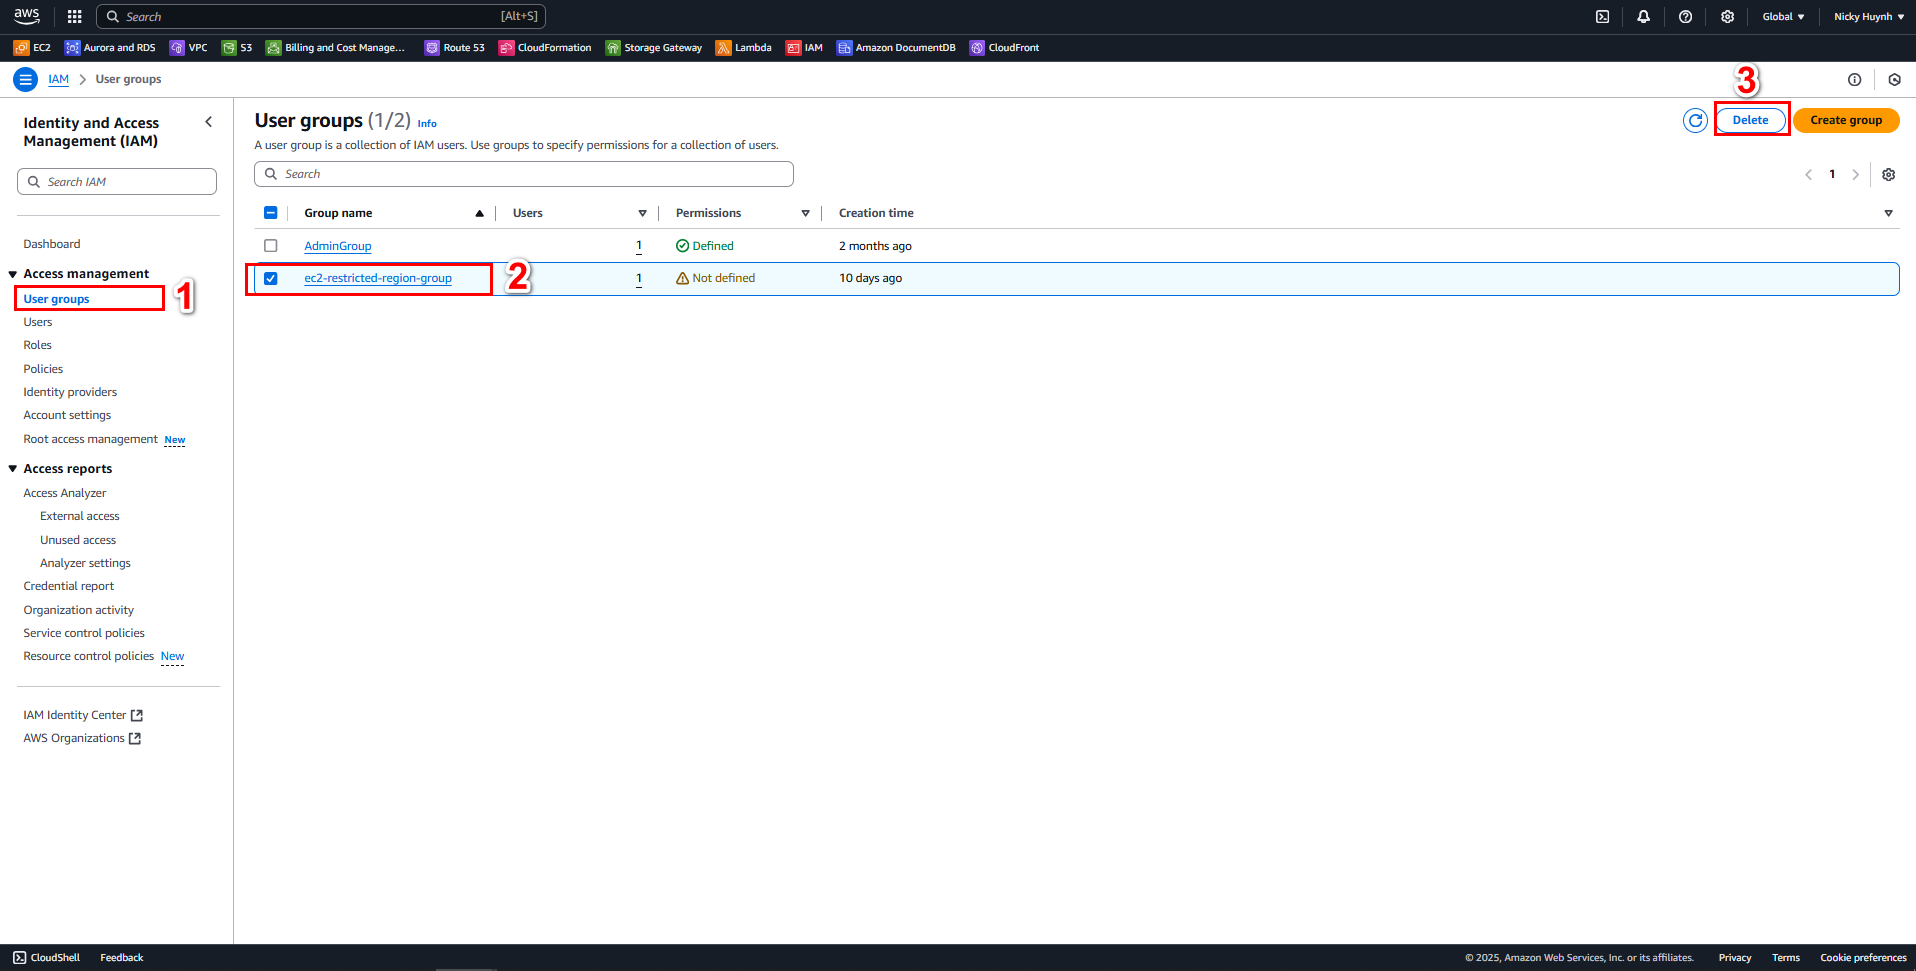 aws
Search [Alt+S]
Global ▼ Nicky Huynh ▼
EC2 Aurora and RDS VPC S3 Billing and Cost Manage... Route 53 CloudFormation Storage Gateway Lambda IAM Amazon DocumentDB CloudFront
IAM > User groups
Identity and Access
Management (IAM)
Search IAM
Dashboard
Access management
User groups
1
Users
Roles
Policies
Identity providers
Account settings
Root access management New
Access reports
Access Analyzer
External access
Unused access
Analyzer settings
Credential report
Organization activity
Service control policies
Resource control policies New
IAM Identity Center
AWS Organizations
User groups (1/2) Info
3
Delete
Create group
A user group is a collection of IAM users. Use groups to specify permissions for a collection of users.
Search
1
Group name Users Permissions Creation time
AdminGroup 1 Defined 2 months ago
ec2-restricted-region-group 2 1 Not defined 10 days ago
CloudShell Feedback
© 2025, Amazon Web Services, Inc. or its affiliates. Privacy Terms Cookie preferences